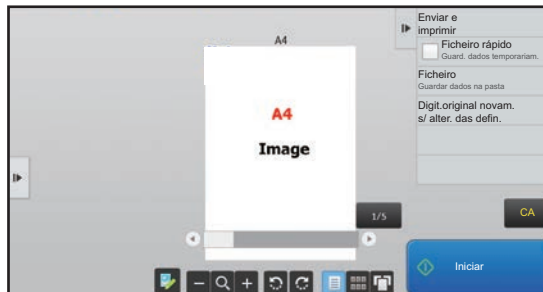 A4
A4
Image
1/5
Enviar e
imprimir
Ficheiro rápido
Guard. dados temporariam.
Ficheiro
Guardar dados na pasta
Digit.original novam.
s/ alter. das defin.
CA
Iniciar